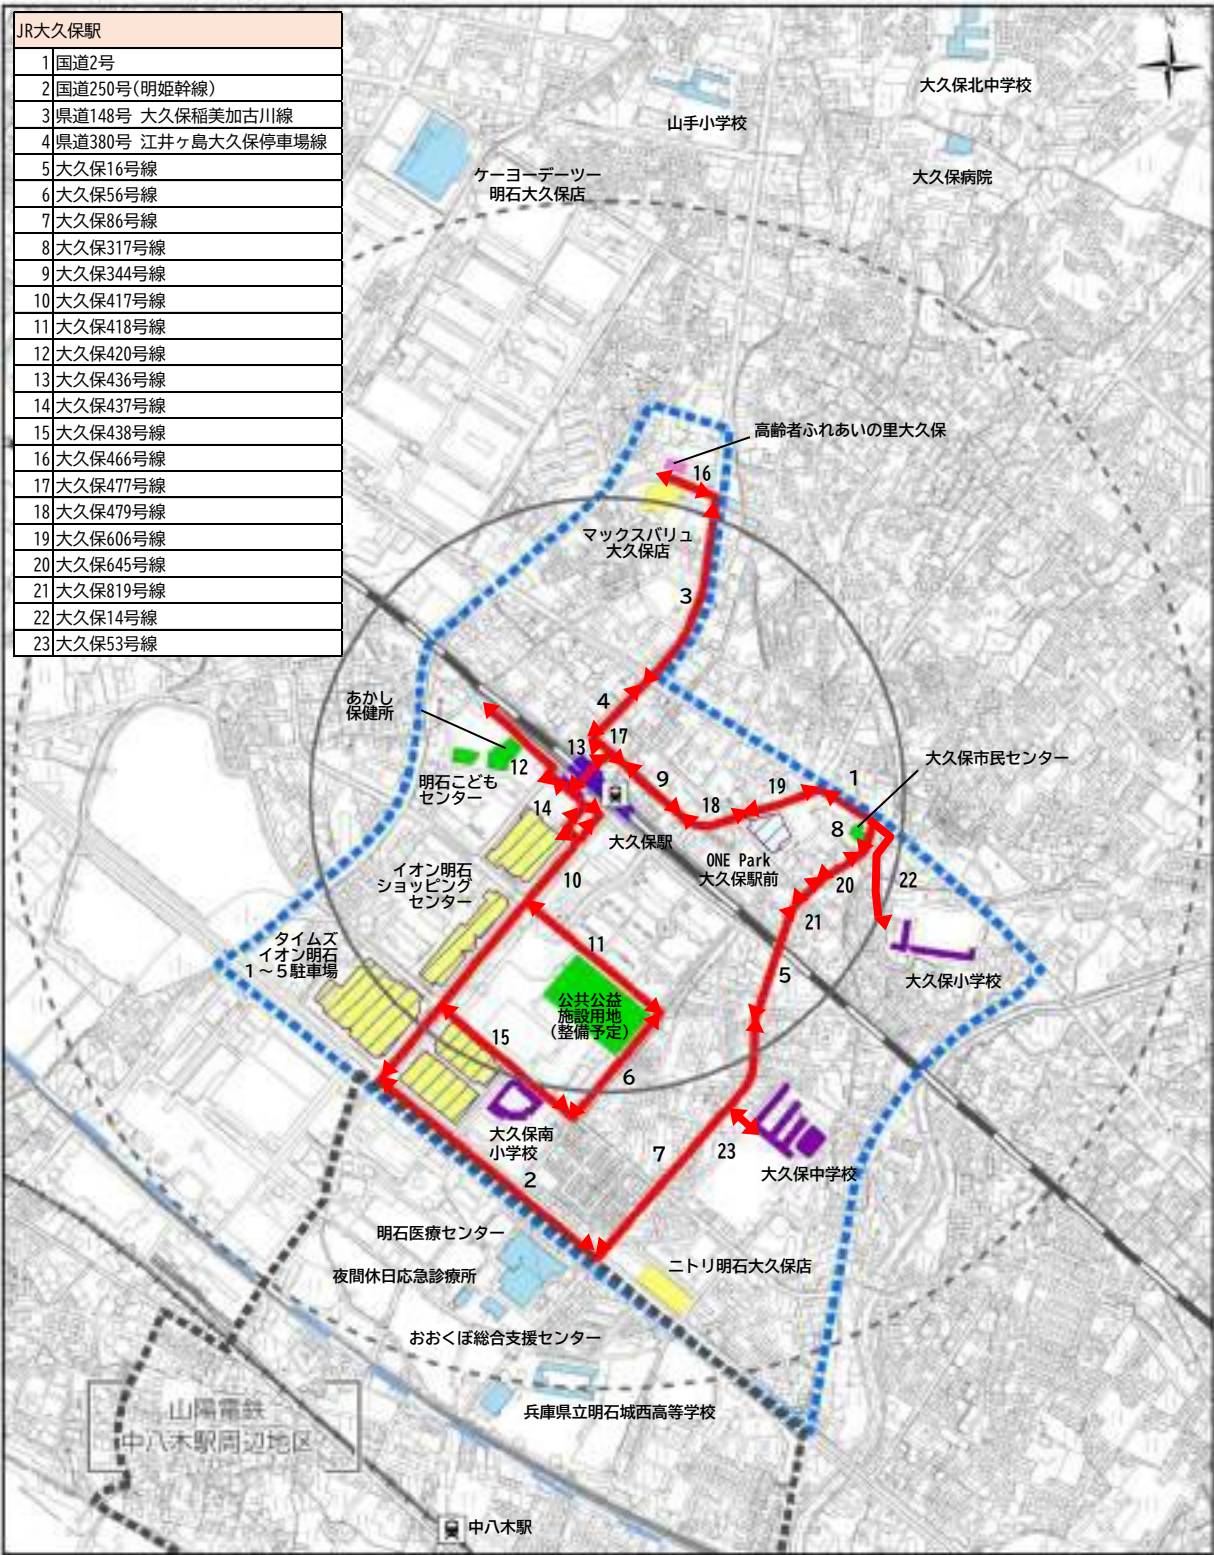 JR大久保駅
1 国道2号
2 国道250号(明姫幹線)
3 県道148号 大久保稲美加古川線
4 県道380号 江井ヶ島大久保停車場線
5 大久保16号線
6 大久保56号線
7 大久保86号線
8 大久保317号線
9 大久保344号線
10 大久保417号線
11 大久保418号線
12 大久保420号線
13 大久保436号線
14 大久保437号線
15 大久保438号線
16 大久保466号線
17 大久保477号線
18 大久保479号線
19 大久保606号線
20 大久保645号線
21 大久保819号線
22 大久保14号線
23 大久保53号線
大久保北中学校
山手小学校
大久保病院
ケーヨーデーツー
明石大久保店
高齢者ふれあいの里大久保
16
マックスバリュ
大久保店
3
あかし
保健所
4
17
13
12
明石こども
センター
9
19
1
大久保市民センター
14
18
8
大久保駅
ONE Park
大久保駅前
イオン明石
ショッピング
センター
10
20
22
21
11
タイムズ
イオン明石
1～5駐車場
5
大久保小学校
公共公益
施設用地
(整備予定)
15
6
大久保南
小学校
7
23
大久保中学校
2
明石医療センター
夜間休日応急診療所
ニトリ明石大久保店
おおくぼ総合支援センター
兵庫県立明石城西高等学校
山陽電鉄
中八木駅周辺地区
中八木駅